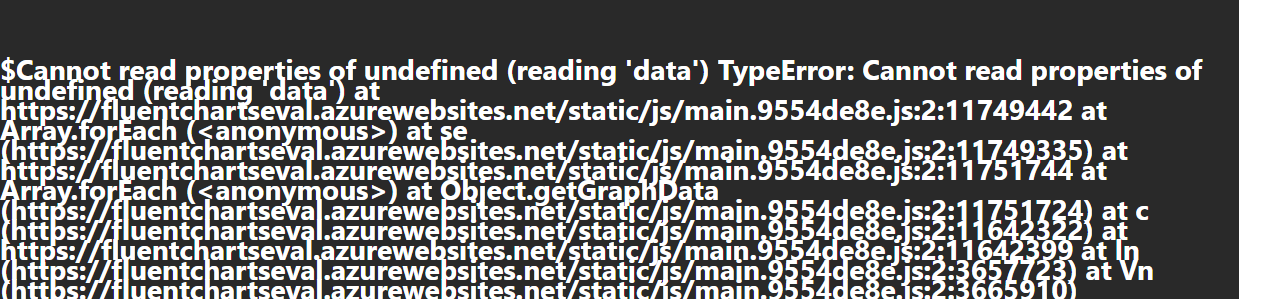 $Cannot read properties of undefined (reading 'data') TypeError: Cannot read properties of
undefined (reading 'data') at
https://fluentchartseval.azurewebsites.net/static/js/main.9554de8e.js:2:11749442 at
Array.forEach (<anonymous>) at se
(https://fluentchartseval.azurewebsites.net/static/js/main.9554de8e.js:2:11749335) at
https://fluentchartseval.azurewebsites.net/static/js/main.9554de8e.js:2:11751744 at
Array.forEach (<anonymous>) at Object.getGraphData
(https://fluentchartseval.azurewebsites.net/static/js/main.9554de8e.js:2:11751724) at c
(https://fluentchartseval.azurewebsites.net/static/js/main.9554de8e.js:2:11642322) at
https://fluentchartseval.azurewebsites.net/static/js/main.9554de8e.js:2:11642399 at ln
(https://fluentchartseval.azurewebsites.net/static/js/main.9554de8e.js:2:3657723) at Vn
(https://fluentchartseval.azurewebsites.net/static/js/main.9554de8e.js:2:3665910)